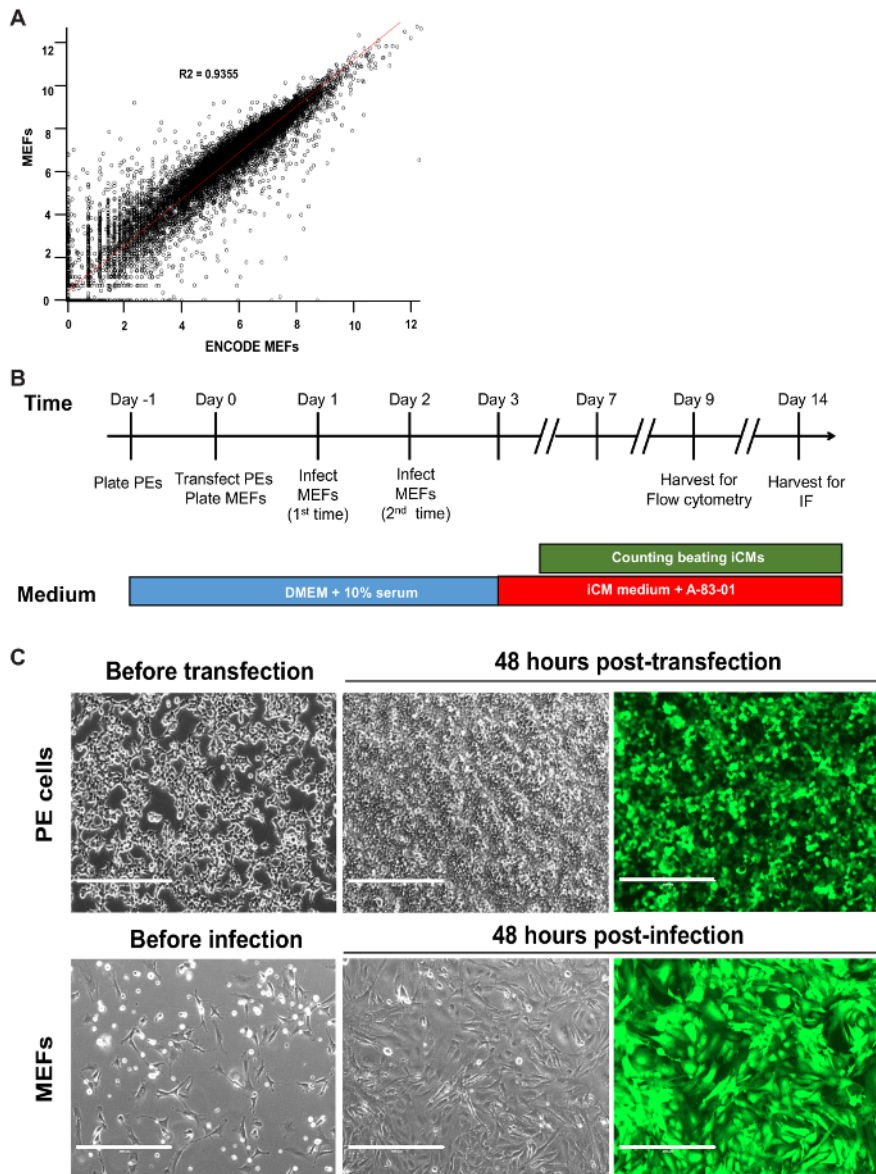 A
R2 = 0.9355
12
10
8
6
4
2
0
MEFs
0 2 4 6 8 10 12
ENCODE MEFs
B
Time
Day -1 Day 0 Day 1 Day 2 Day 3 Day 7 Day 9 Day 14
Plate PEs
Transfect PEs
Plate MEFs
Infect
MEFs
(1st time)
Infect
MEFs
(2nd time)
Harvest for
Flow cytometry
Harvest for
IF
Counting beating iCMs
Medium
DMEM + 10% serum
iCM medium + A-83-01
C
Before transfection
48 hours post-transfection
PE cells
Before infection
48 hours post-infection
MEFs